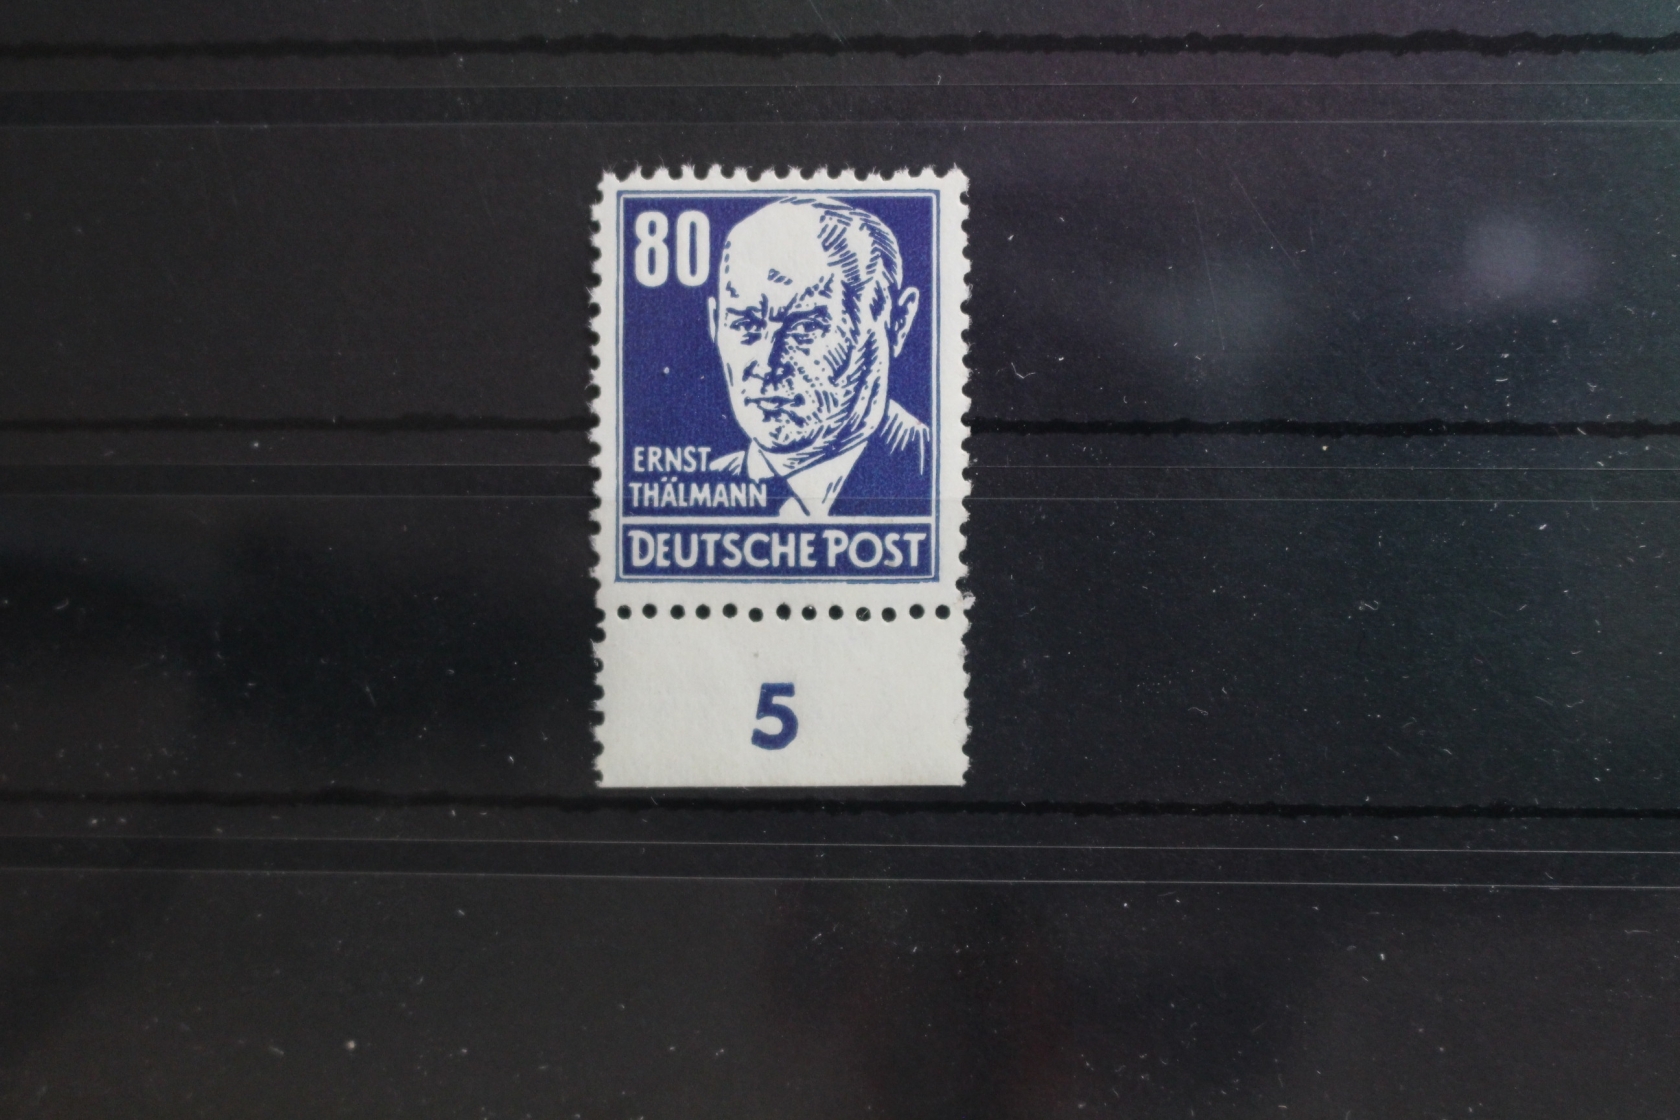 80
ERNST
THÄLMANN
DEUTSCHE POST
5